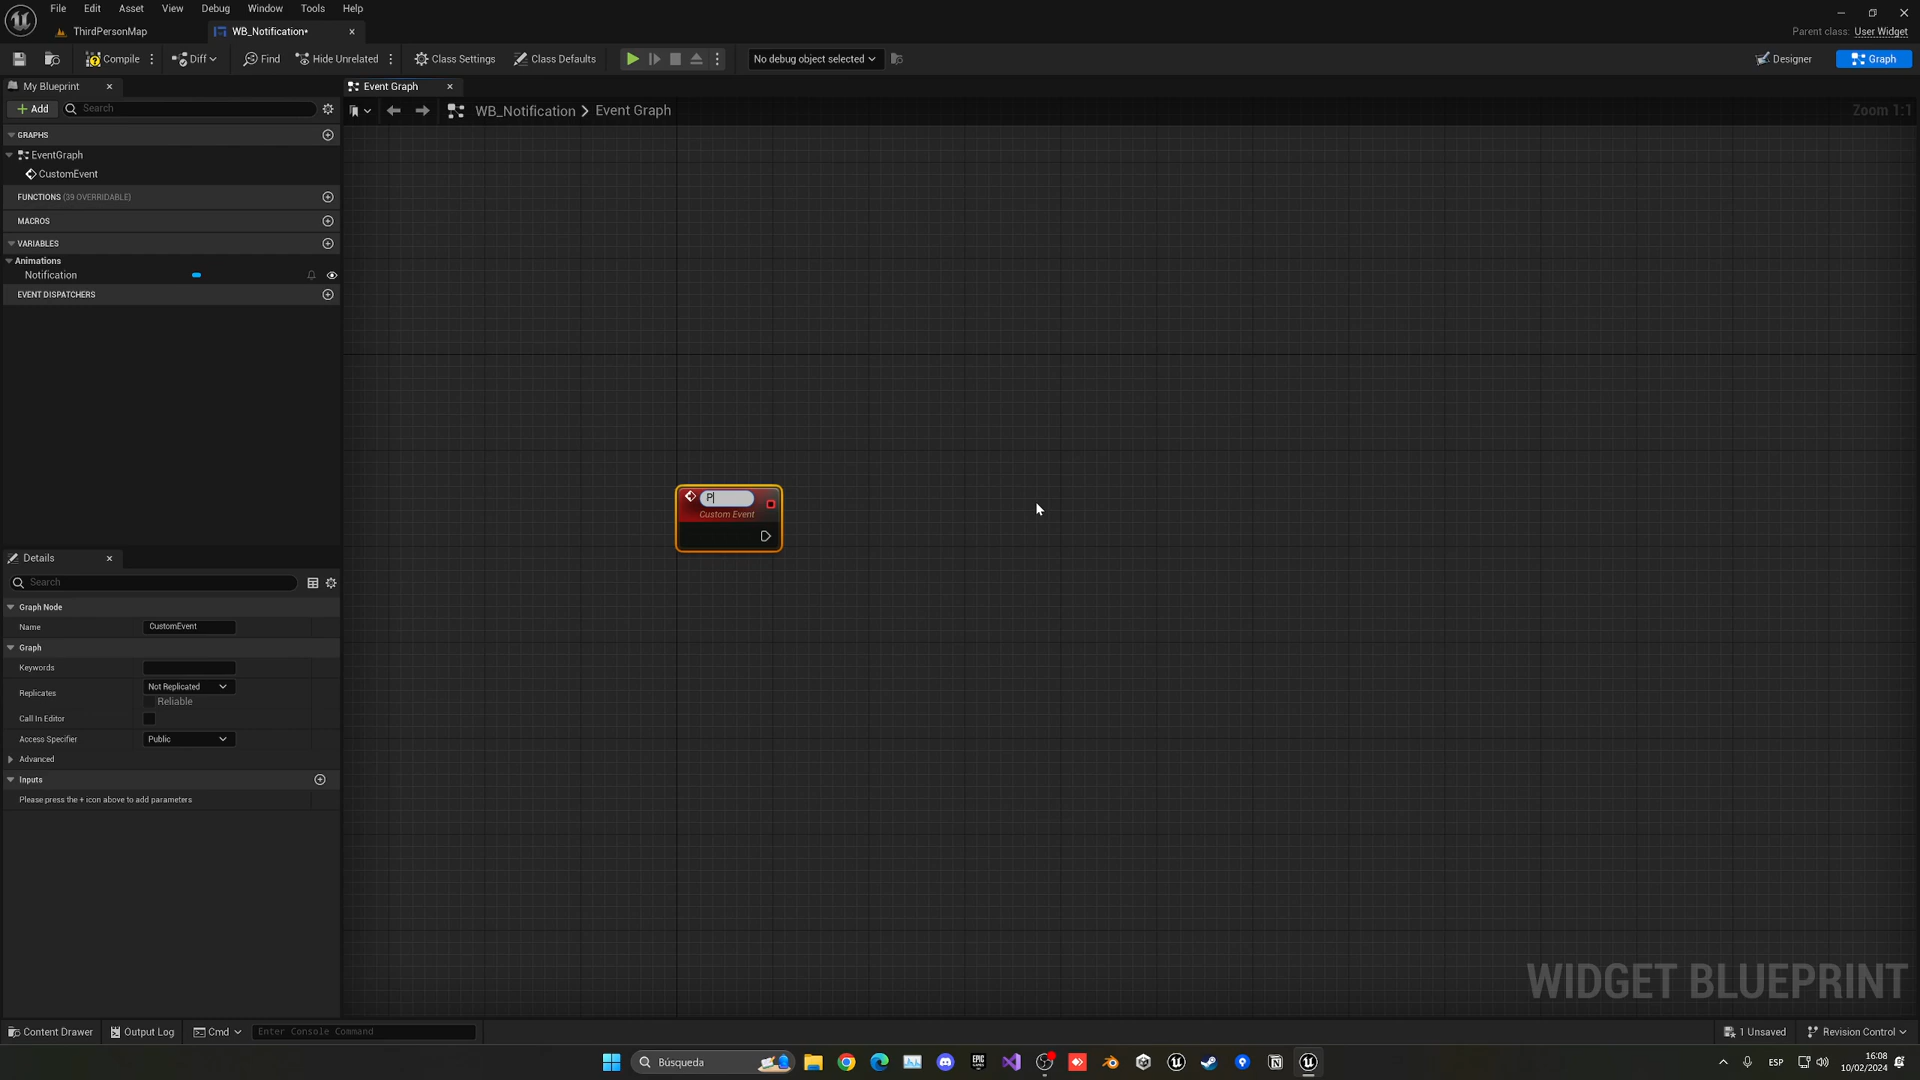 File Edit Asset View Debug Window Tools Help
ThirdPersonMap
WB_Notification•
Parent class: User Widget
Compile
Diff
Find
Hide Unrelated
Class Settings
Class Defaults
No debug object selected
Designer
Graph
My Blueprint
Event Graph
Add
Search
WB_Notification > Event Graph
Zoom 1:1
GRAPHS
EventGraph
CustomEvent
FUNCTIONS (39 OVERRIDABLE)
MACROS
VARIABLES
Animations
Notification
EVENT DISPATCHERS
P
Custom Event
Details
Search
Graph Node
Name CustomEvent
Graph
Keywords
Replicates Not Replicated
Reliable
Call In Editor
Access Specifier Public
Advanced
Inputs
Please press the + icon above to add parameters
WIDGET BLUEPRINT
Content Drawer
Output Log
Cmd
Enter Console Command
1 Unsaved
Revision Control
Búsqueda
EPIC GAMES
ESP
16:08
10/02/2024